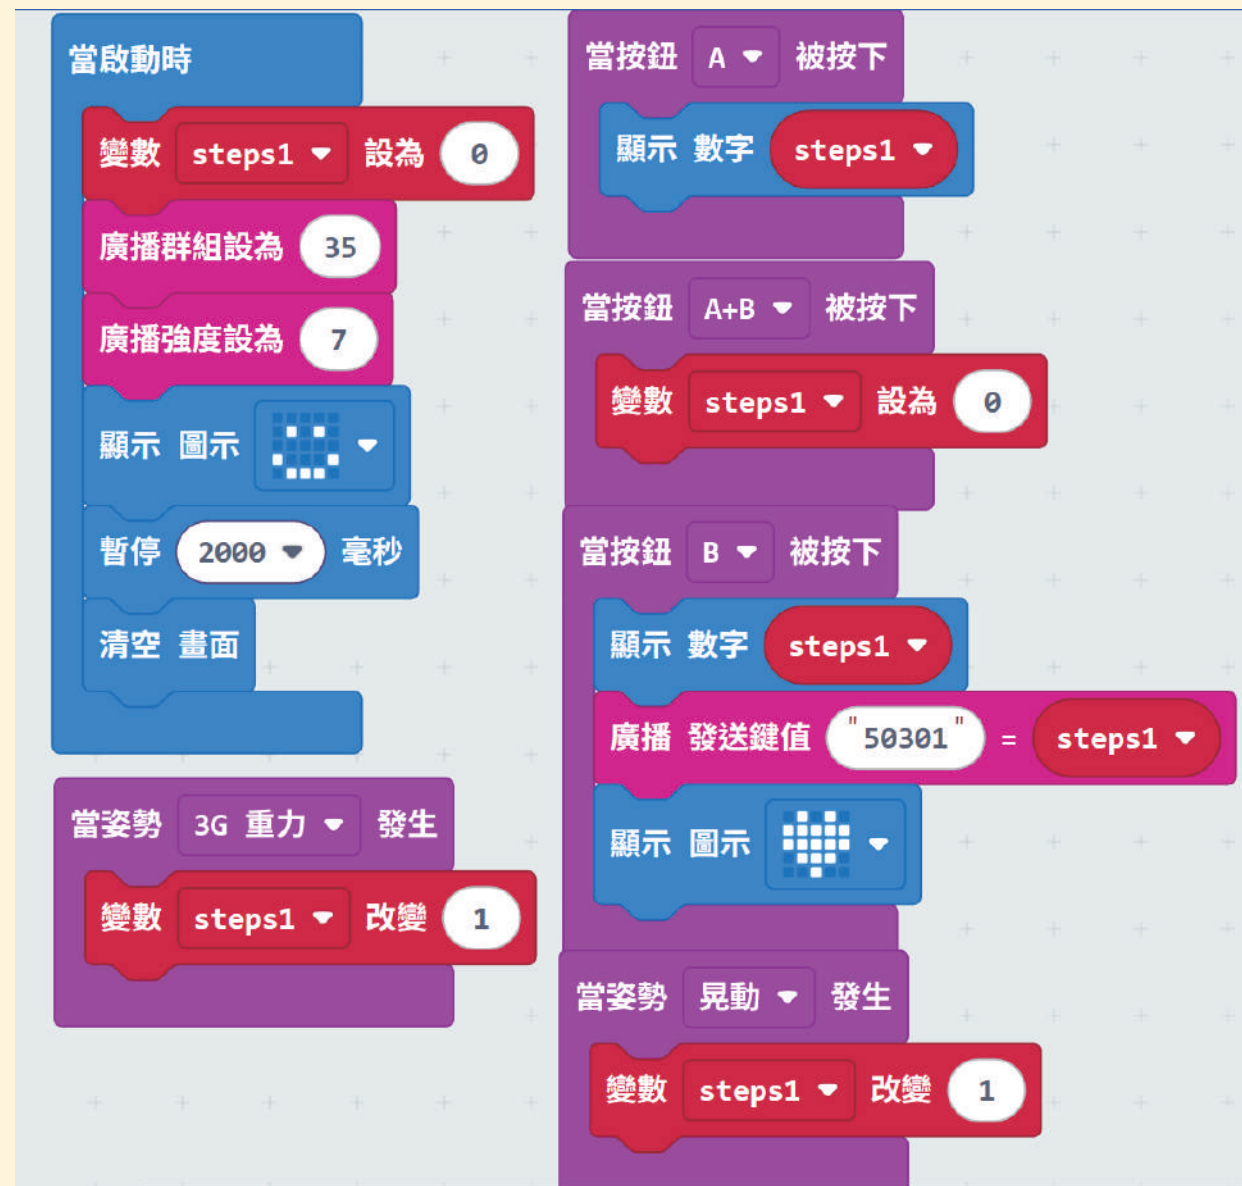 當啟動時
變數 steps1 設為 0
廣播群組設為 35
廣播強度設為 7
顯示 圖示
暫停 2000 毫秒
清空 畫面
當姿勢 3G 重力 發生
變數 steps1 改變 1
當按鈕 A 被按下
顯示 數字 steps1
當按鈕 A+B 被按下
變數 steps1 設為 0
當按鈕 B 被按下
顯示 數字 steps1
廣播 發送鍵值 "50301" = steps1
顯示 圖示
當姿勢 晃動 發生
變數 steps1 改變 1